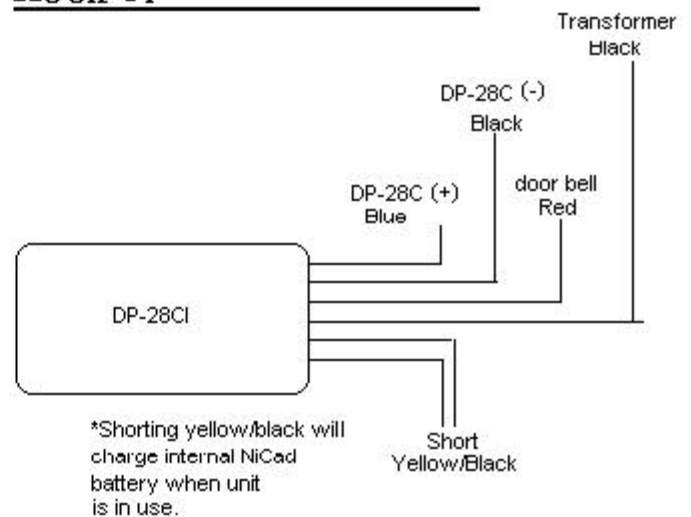 Transformer
Black
DP-28C (-)
Black
DP-28C (+)
Blue
door bell
Red
DP-28CI
*Shorting yellow/black will
charge internal NiCad
battery when unit
is in use.
Short
Yellow/Black